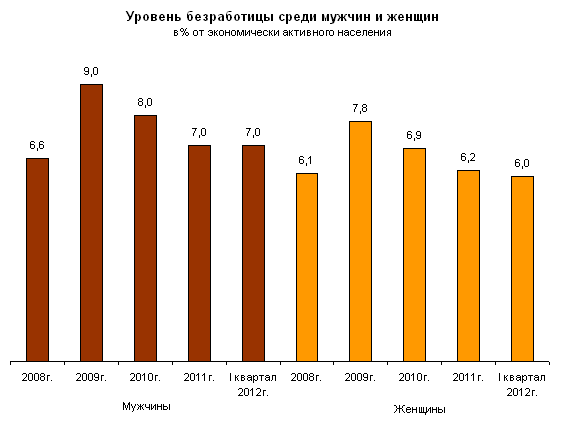 Уровень безработицы среди мужчин и женщин
в% от экономически активного населения
6,6
9,0
8,0
7,0
7,0
6,1
7,8
6,9
6,2
6,0
2008г.
2009г.
2010г.
2011г.
I квартал
2012г.
2008г.
2009г.
2010г.
2011г.
I квартал
2012г.
Мужчины
Женщины